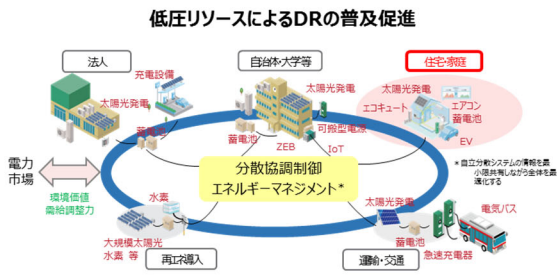 低圧リソースによるDRの普及促進
法人
充電設備
太陽光発電
蓄電池
自治体・大学等
太陽光発電
蓄電池
ZEB
可搬型電源
IoT
住宅・家庭
太陽光発電
エコキュート
エアコン
蓄電池
EV
電力
市場
環境価値
需給調整力
分散協調制御
エネルギーマネジメント*
*自立分散システムの情報を最
小限共有しながら全体を最
適化する
水素
大規模太陽光
水素 等
再エネ導入
太陽光発電
蓄電池
電気バス
急速充電器
運輸・交通